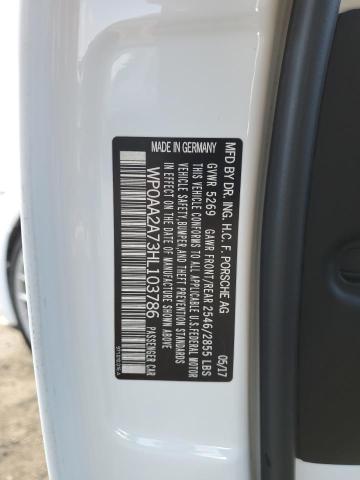 MFD BY DR. ING. H.C. F. PORSCHE AG 05/17
GVWR 5269 GAWR FRONT/REAR 2546/2855 LBS
THIS VEHICLE CONFORMS TO ALL APPLICABLE U.S. FEDERAL MOTOR
VEHICLE SAFETY, BUMPER, AND THEFT PREVENTION
STANDARDS IN EFFECT ON THE DATE OF MANUFACTURE
SHOWN ABOVE
MADE IN GERMANY PASSENGER CAR
WP0AA2A73HL103786